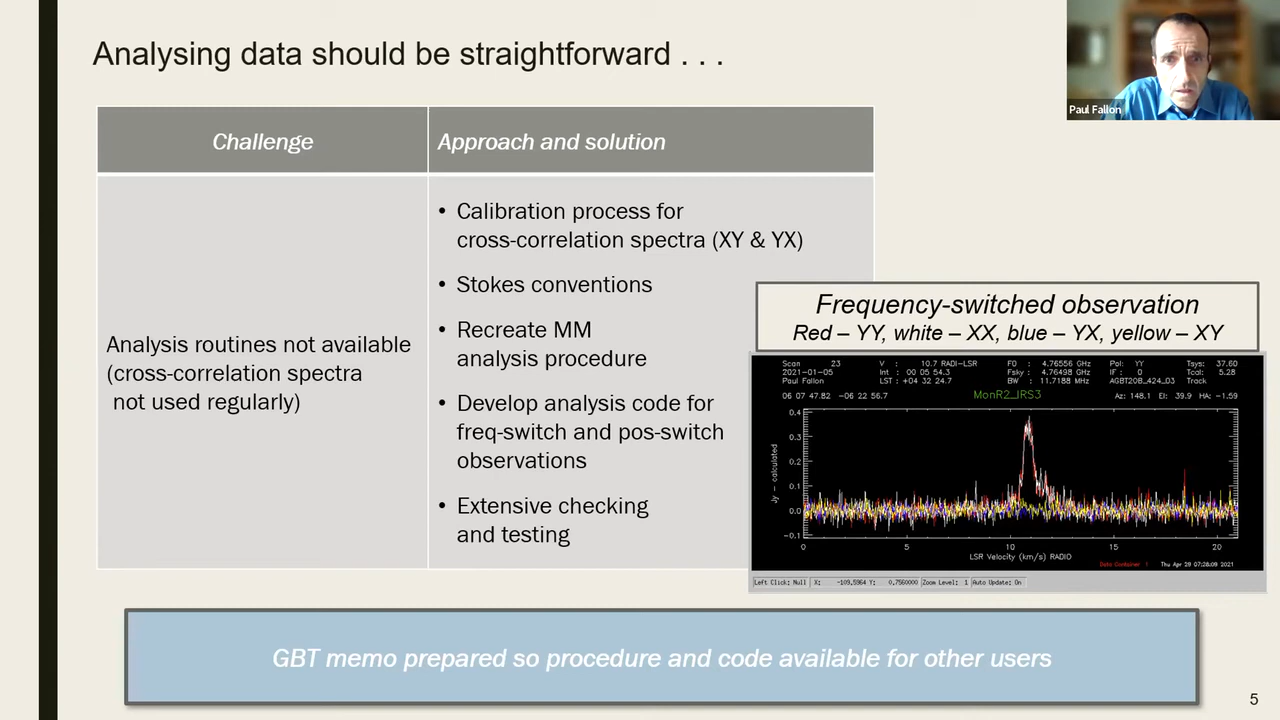 Analysing data should be straightforward . . .
Paul Fallon
Challenge
Approach and solution
Analysis routines not available
(cross-correlation spectra
not used regularly)
• Calibration process for
cross-correlation spectra (XY & YX)
• Stokes conventions
• Recreate MM
analysis procedure
• Develop analysis code for
freq-switch and pos-switch
observations
• Extensive checking
and testing
Frequency-switched observation
Red – YY, white – XX, blue – YX, yellow – XY
Scan 23 V : 10.7 RADI-LSR F0 : 4.76556 GHz Pol: YY Tsys: 37.60
2021-01-05 Int : 00 05 54.3 Fsky : 4.76498 GHz IF : 0 Tcal: 5.28
Paul Fallon LST : +04 32 24.7 BW : 11.7188 MHz AGBT20B_424_03 Track
06 07 47.82 -06 22 56.7 MonR2_IRS3 Az: 148.1 El: 39.9 HA: -1.59
0.4
0.3
0.2
0.1
0.0
-0.1
Jy - calculated
0 5 10 15 20
LSR Velocity (km/s) RADIO
Data Container 1 Thu Apr 29 07:28:09 2021
Left Click: Null X: -109.5964 Y: 0.7560000 Zoom Level: 1 Auto Update: On
GBT memo prepared so procedure and code available for other users
5